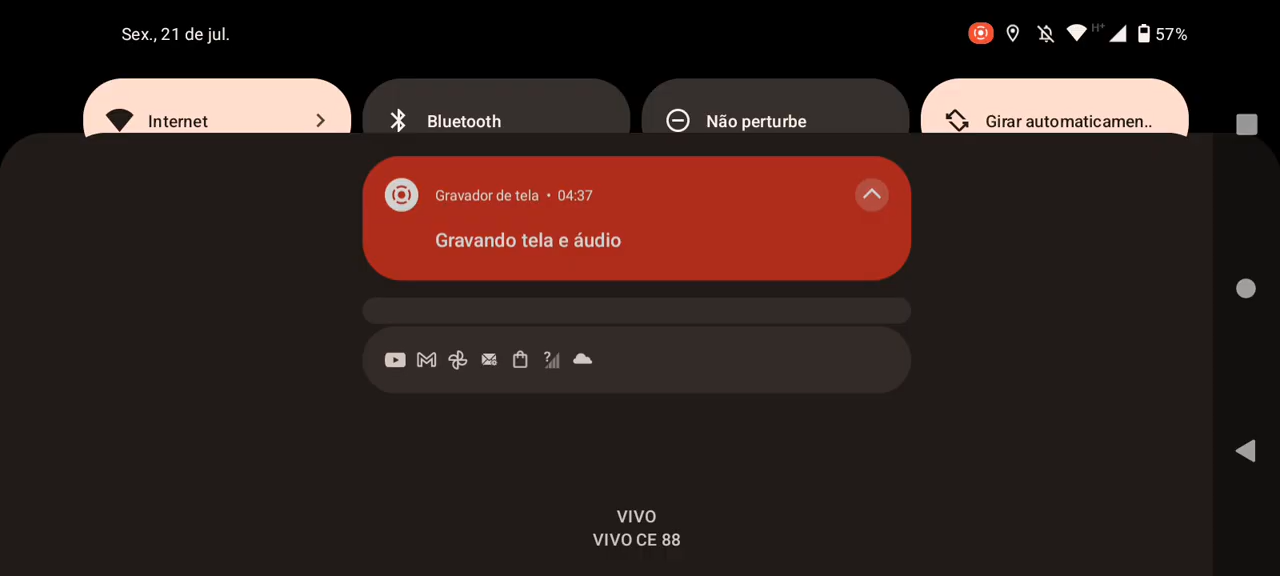 Sex., 21 de jul.
H+
57%
Internet
Bluetooth
Não perturbe
Girar automaticamen..
Gravador de tela • 04:37
Gravando tela e áudio
VIVO
VIVO CE 88